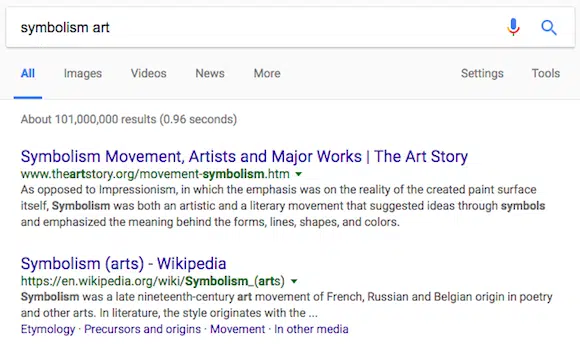 symbolism art
All Images Videos News More Settings Tools
About 101,000,000 results (0.96 seconds)
Symbolism Movement, Artists and Major Works | The Art Story
www.theartstory.org/movement-symbolism.htm
As opposed to Impressionism, in which the emphasis was on the reality of the created paint surface
itself, Symbolism was both an artistic and a literary movement that suggested ideas through symbols
and emphasized the meaning behind the forms, lines, shapes, and colors.
Symbolism (arts) - Wikipedia
https://en.wikipedia.org/wiki/Symbolism_(arts)
Symbolism was a late nineteenth-century art movement of French, Russian and Belgian origin in poetry
and other arts. In literature, the style originates with the ...
Etymology · Precursors and origins · Movement · In other media